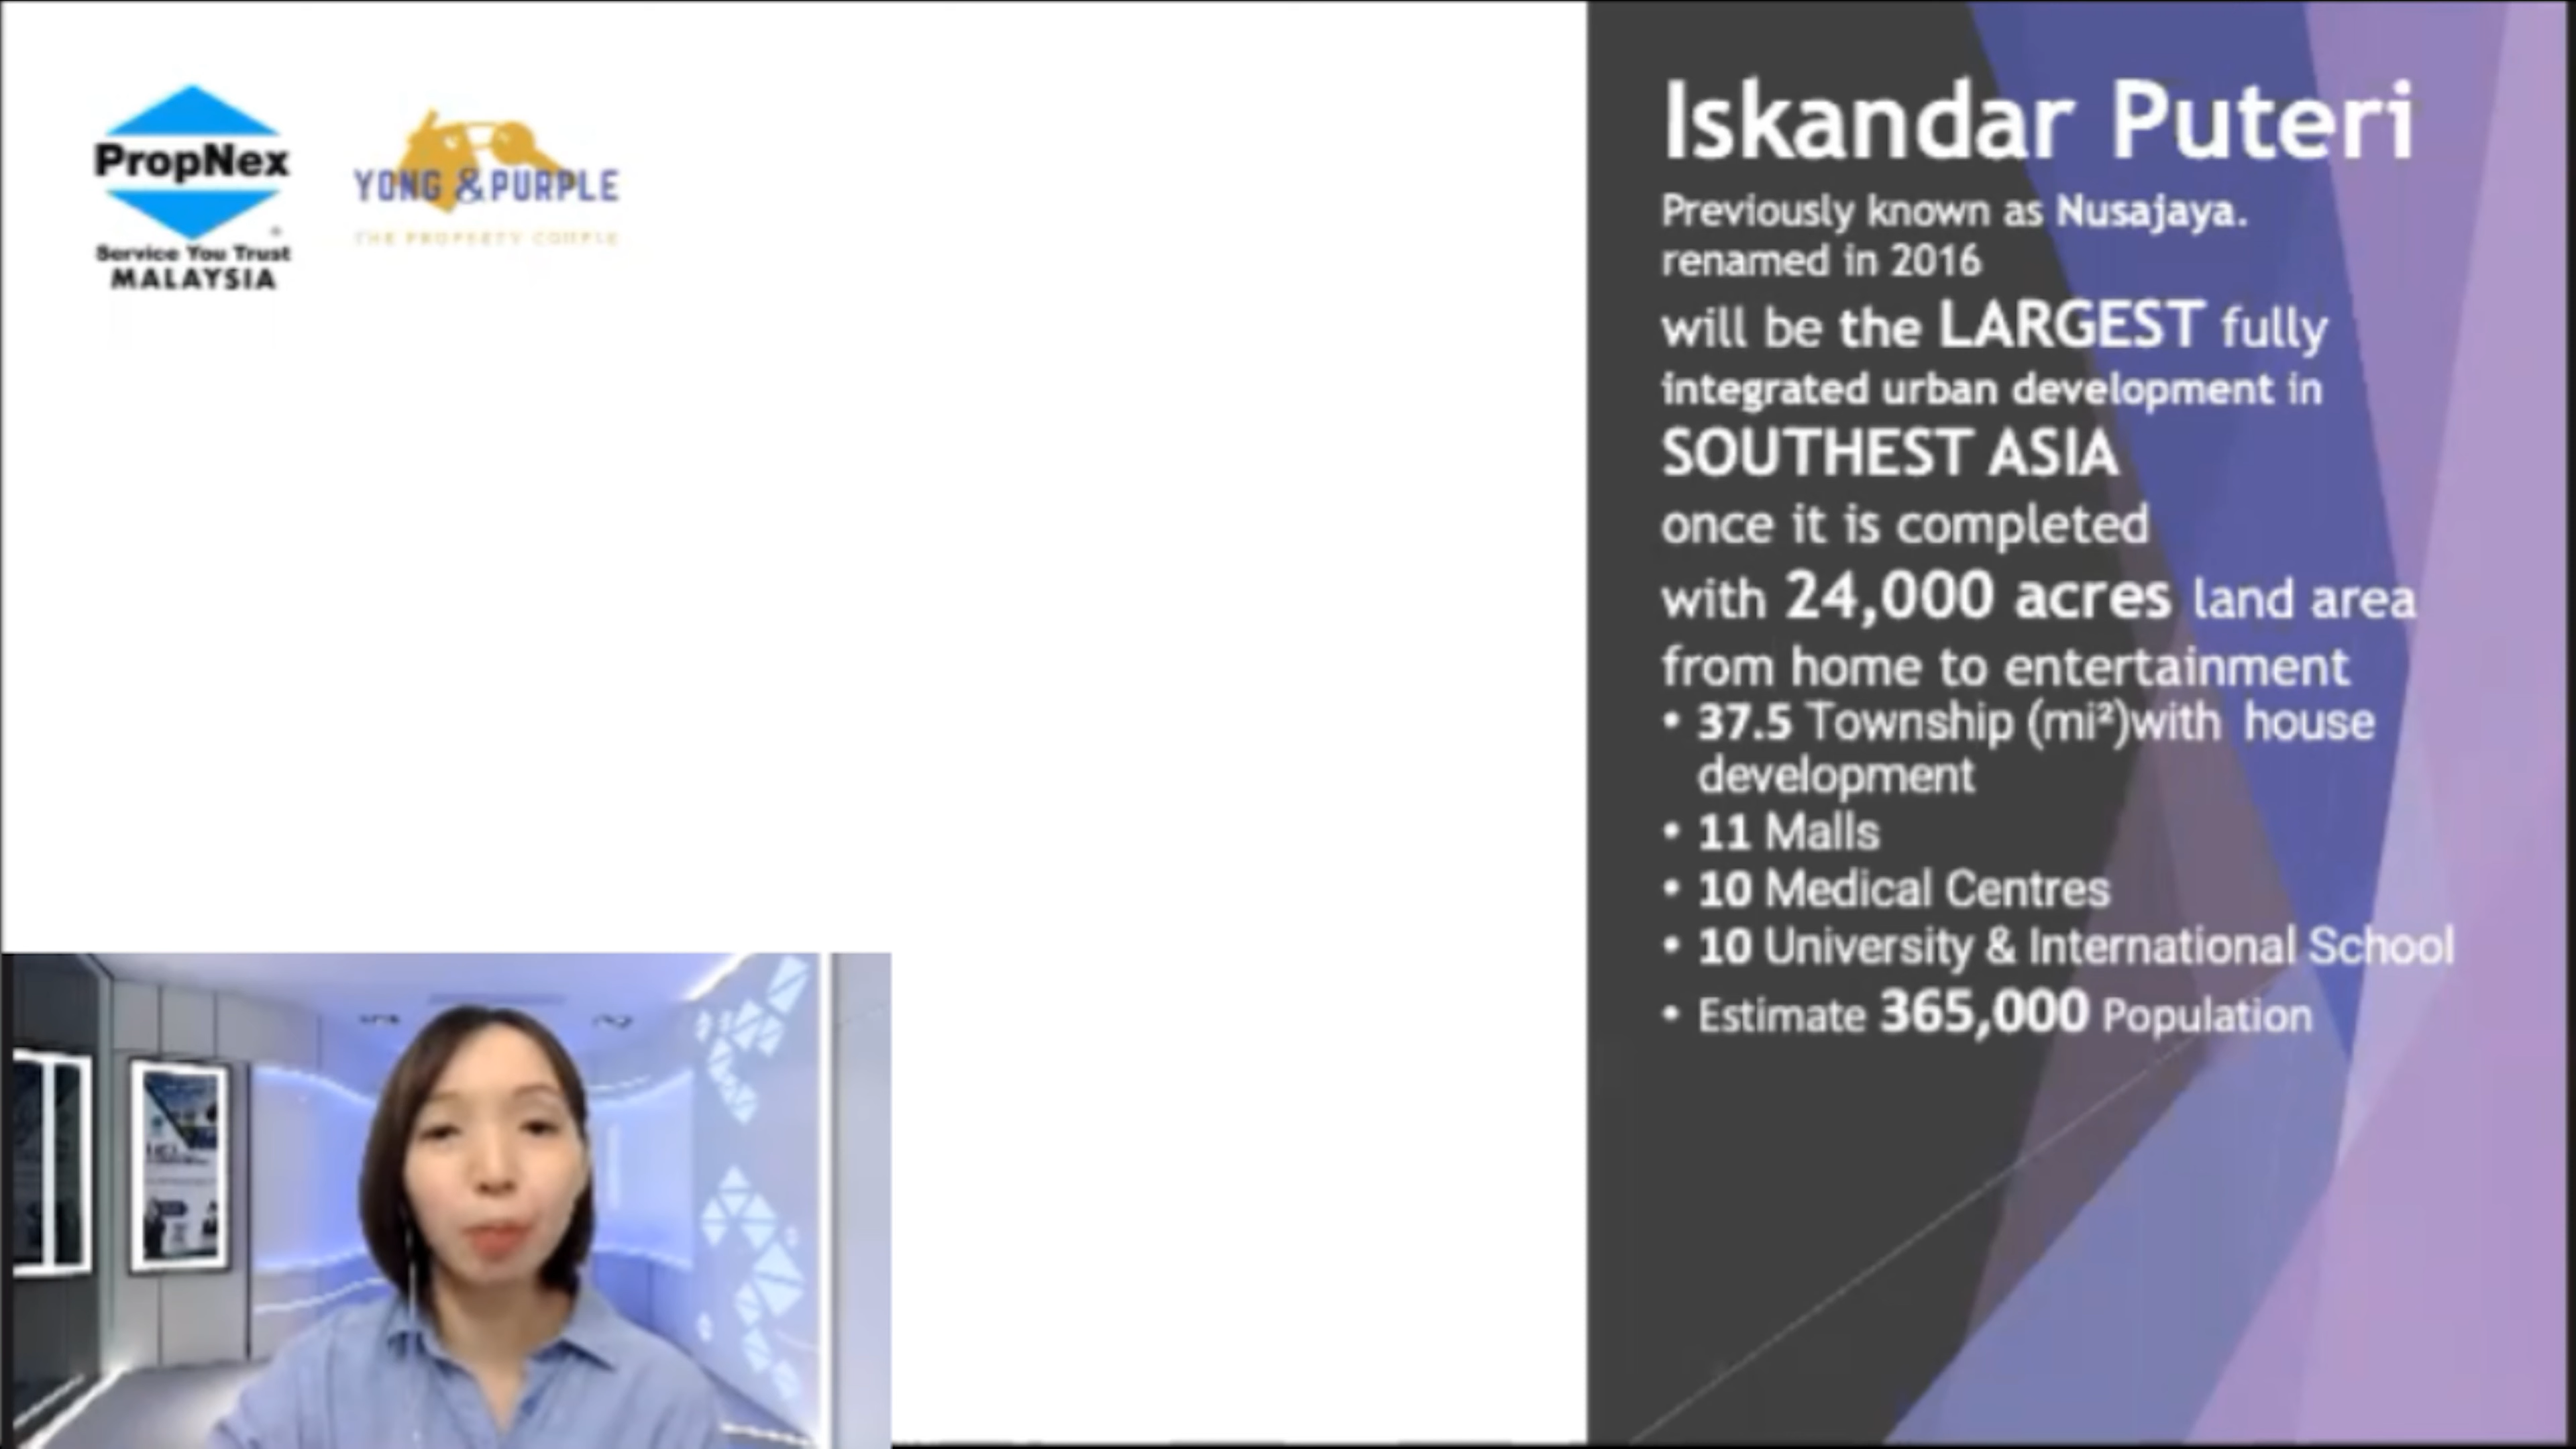 PropNex
Service You Trust
MALAYSIA
YONG & PURPLE
THE PROPERTY COUPLE
Iskandar Puteri
Previously known as Nusajaya.
renamed in 2016
will be the LARGEST fully
integrated urban development in
SOUTHEST ASIA
once it is completed
with 24,000 acres land area
from home to entertainment
• 37.5 Township (mi²)with house
development
• 11 Malls
• 10 Medical Centres
• 10 University & International School
• Estimate 365,000 Population